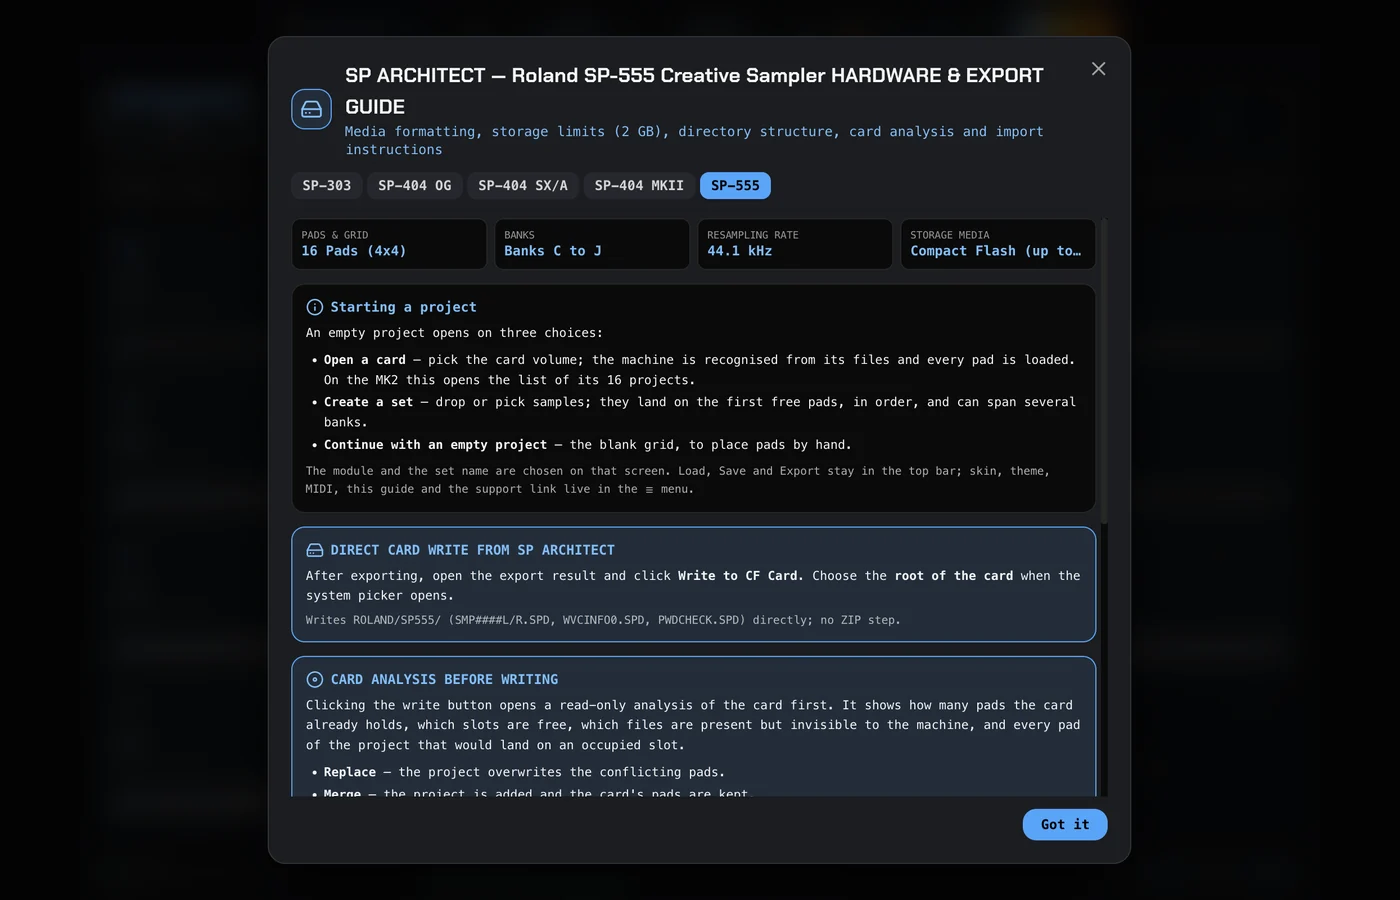 SP ARCHITECT — Roland SP-555 Creative Sampler HARDWARE & EXPORT
GUIDE
Media formatting, storage limits (2 GB), directory structure, card analysis and import
instructions
SP-303
SP-404 OG
SP-404 SX/A
SP-404 MKII
SP-555
PADS & GRID
16 Pads (4x4)
BANKS
Banks C to J
RESAMPLING RATE
44.1 kHz
STORAGE MEDIA
Compact Flash (up to…
Starting a project
An empty project opens on three choices:
• Open a card — pick the card volume; the machine is recognised from its files and every pad is loaded.
On the MK2 this opens the list of its 16 projects.
• Create a set — drop or pick samples; they land on the first free pads, in order, and can span several
banks.
• Continue with an empty project — the blank grid, to place pads by hand.
The module and the set name are chosen on that screen. Load, Save and Export stay in the top bar; skin, theme,
MIDI, this guide and the support link live in the ≡ menu.
DIRECT CARD WRITE FROM SP ARCHITECT
After exporting, open the export result and click Write to CF Card. Choose the root of the card when the
system picker opens.
Writes ROLAND/SP555/ (SMP####L/R.SPD, WVCINFO0.SPD, PWDCHECK.SPD) directly; no ZIP step.
CARD ANALYSIS BEFORE WRITING
Clicking the write button opens a read-only analysis of the card first. It shows how many pads the card
already holds, which slots are free, which files are present but invisible to the machine, and every pad
of the project that would land on an occupied slot.
• Replace — the project overwrites the conflicting pads.
• Merge — the project is added and the card's pads are kept.
Got it